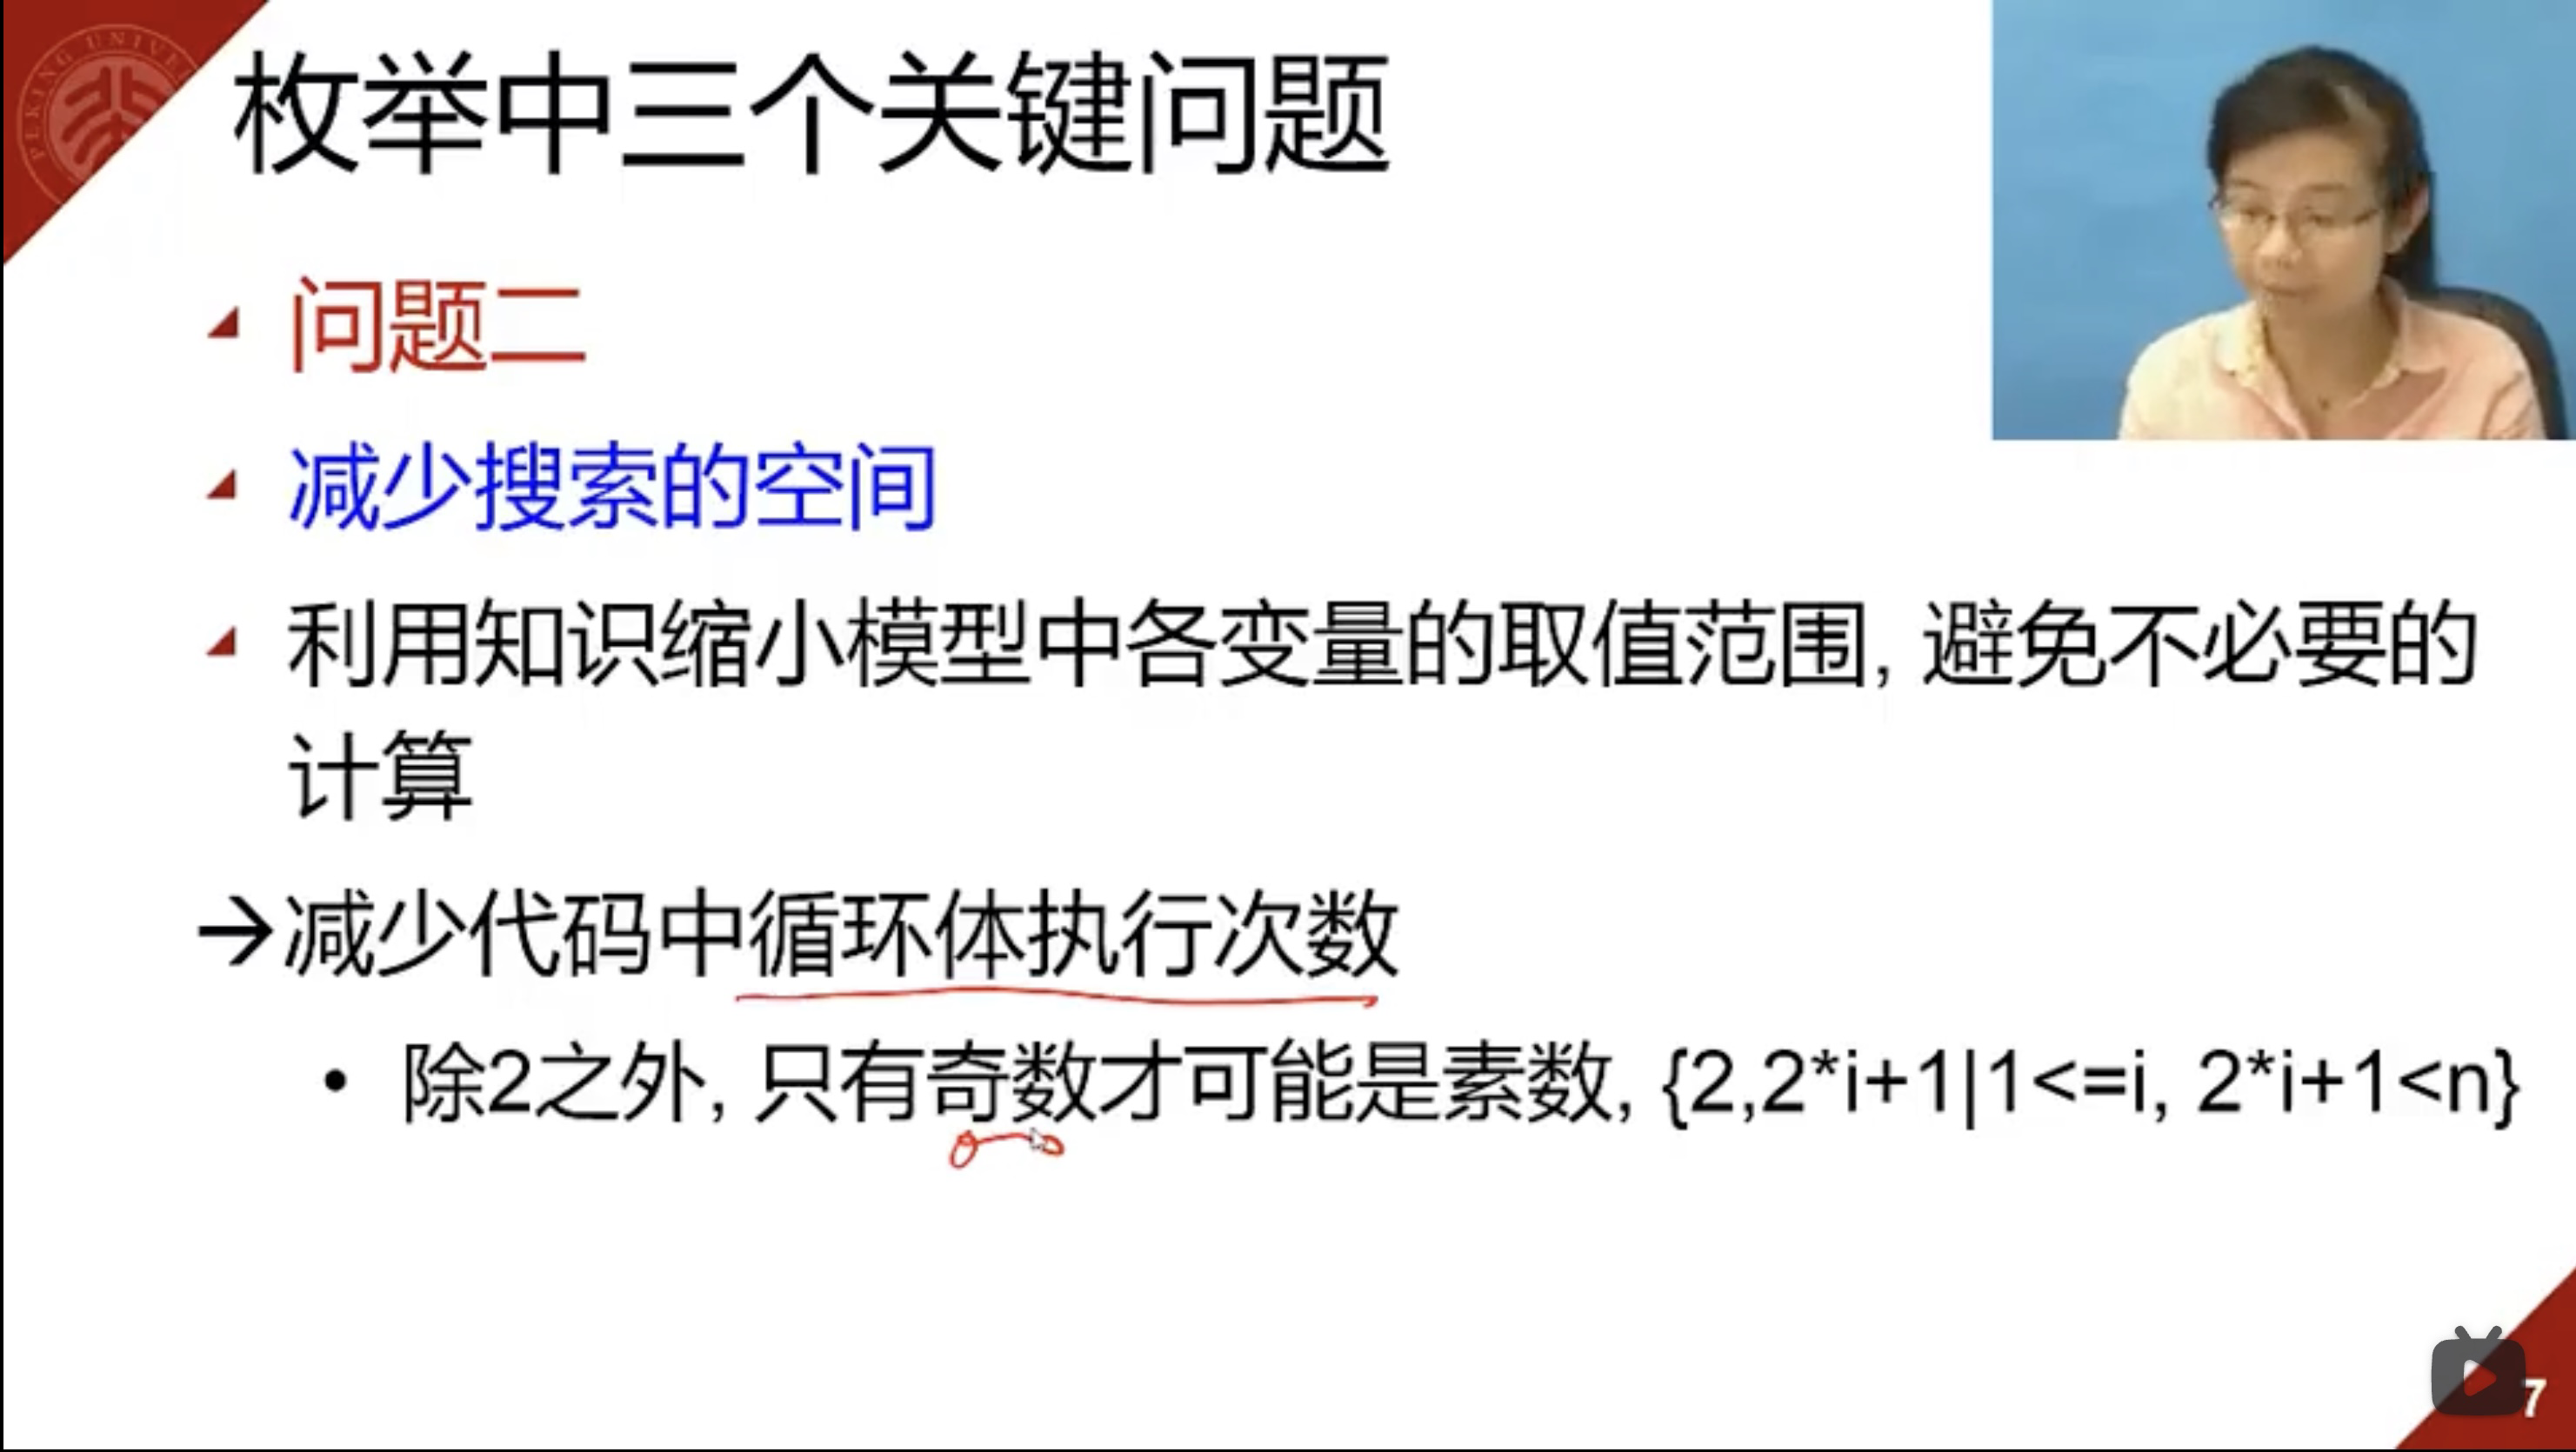 枚举中三个关键问题
问题二
减少搜索的空间
利用知识缩小模型中各变量的取值范围, 避免不必要的
计算
→减少代码中循环体执行次数
• 除2之外, 只有奇数才可能是素数, {2,2*i+1|1<=i, 2*i+1<n}
7